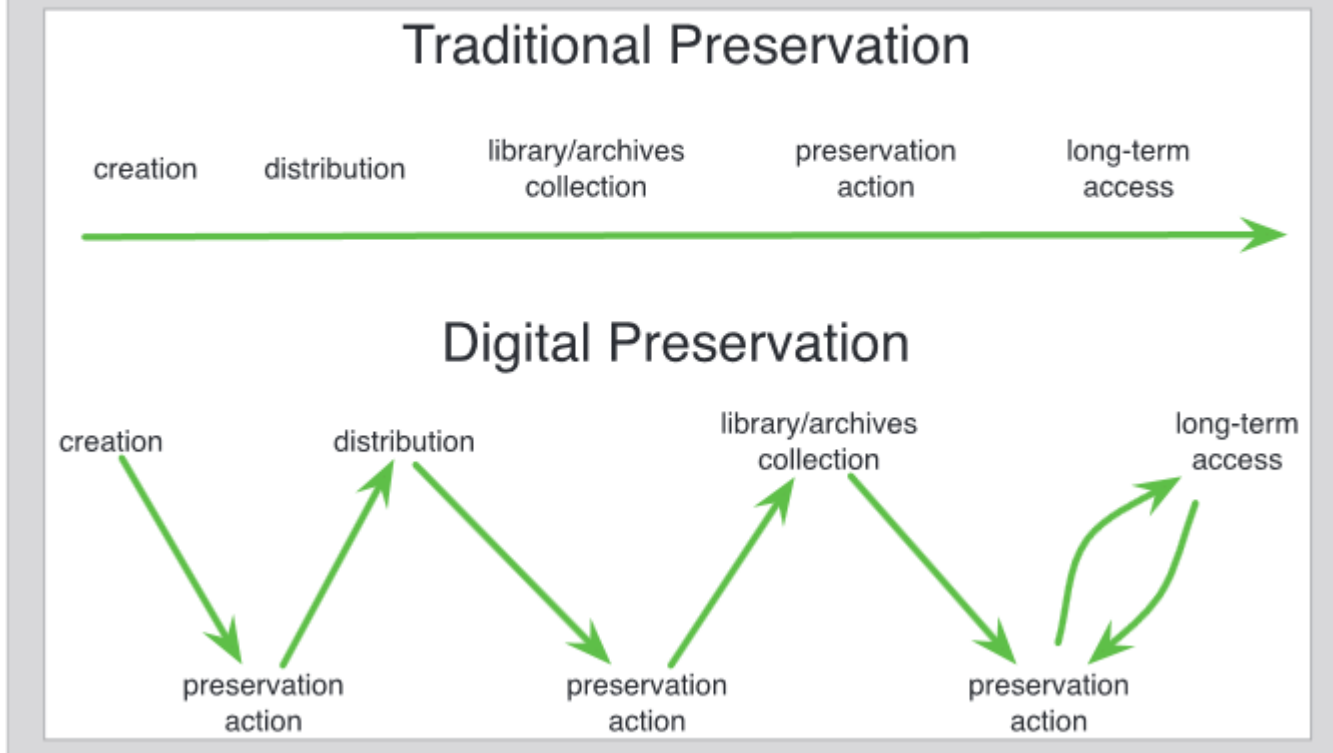 Traditional Preservation
creation
distribution
library/archives
collection
preservation
action
long-term
access
Digital Preservation
creation
distribution
library/archives
collection
long-term
access
preservation
action
preservation
action
preservation
action